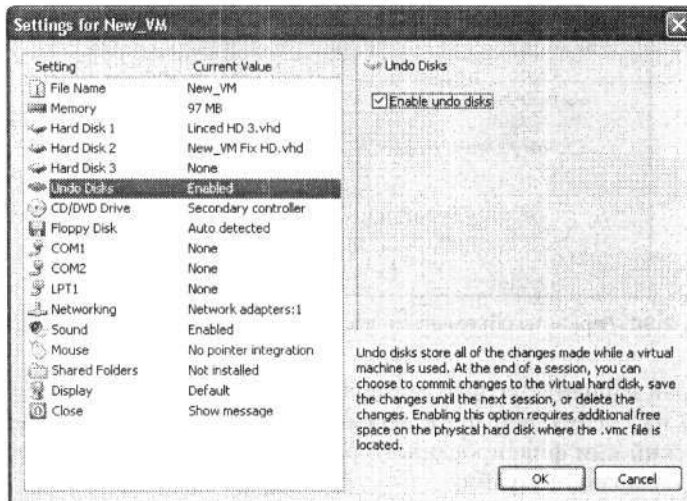 Settings for New_VM
Setting Current Value
File Name New_VM
Memory 97 MB
Hard Disk 1 Linced HD 3.vhd
Hard Disk 2 New_VM Fix HD.vhd
Hard Disk 3 None
Undo Disks Enabled
CD/DVD Drive Secondary controller
Floppy Disk Auto detected
COM1 None
COM2 None
LPT1 None
Networking Network adapters:1
Sound Enabled
Mouse No pointer integration
Shared Folders Not installed
Display Default
Close Show message
Undo Disks
Enable undo disks
Undo disks store all of the changes made while a virtual
machine is used. At the end of a session, you can
choose to commit changes to the virtual hard disk, save
the changes until the next session, or delete the
changes. Enabling this option requires additional free
space on the physical hard disk where the .vmc file is
located.
OK Cancel